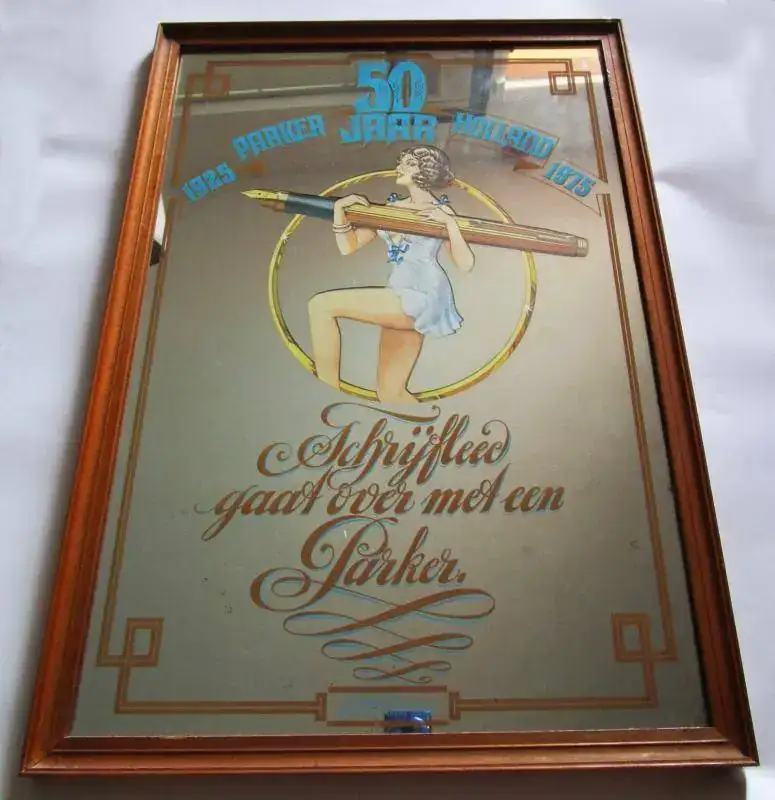 50
JAAR
PARKER HOLLAND
1925 1975
Schrijfleed
gaat over met een
Parker.